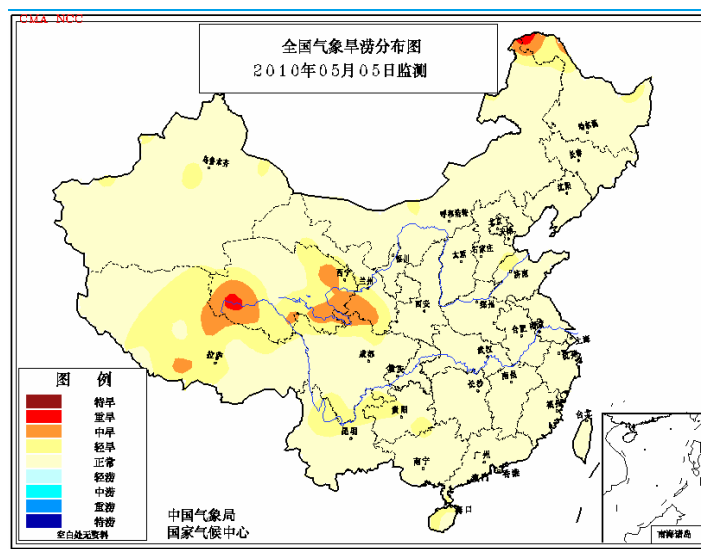 CMA NCC
全国气象旱涝分布图
2010年05月05日监测
哈尔滨
长春
乌鲁木齐
沈阳
呼和浩特
北京
天津
石家庄
太原
银川
西宁
济南
兰州
郑州
西安
合肥
南京
上海
拉萨
成都
武汉
杭州
重庆
长沙
南昌
贵阳
福州
台北
昆明
南宁
广州
澳门
香港
海口
图 例
特旱
重旱
中旱
轻旱
正常
轻涝
中涝
重涝
特涝
空白处无资料
中国气象局
国家气候中心
南海诸岛